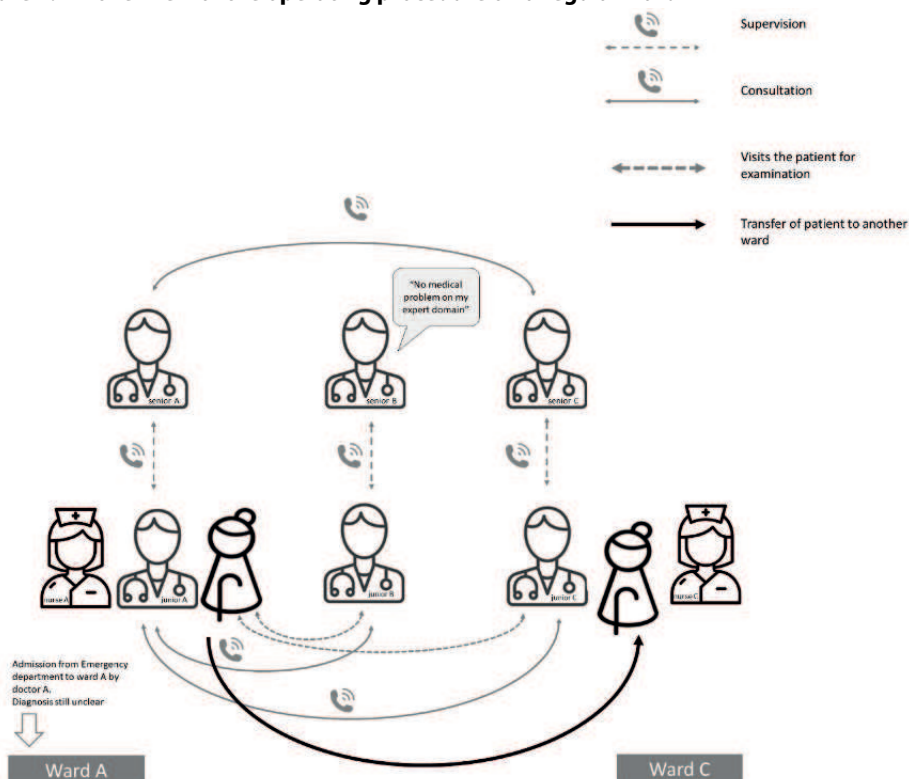 Supervision
Consultation
Visits the patient for
examination
Transfer of patient to another
ward
"No medical
problem on my
expert domain"
senior A
senior B
senior C
nurse A
junior A
junior B
junior C
nurse C
Admission from Emergency
department to ward A by
doctor A.
Diagnosis still unclear
Ward A
Ward C